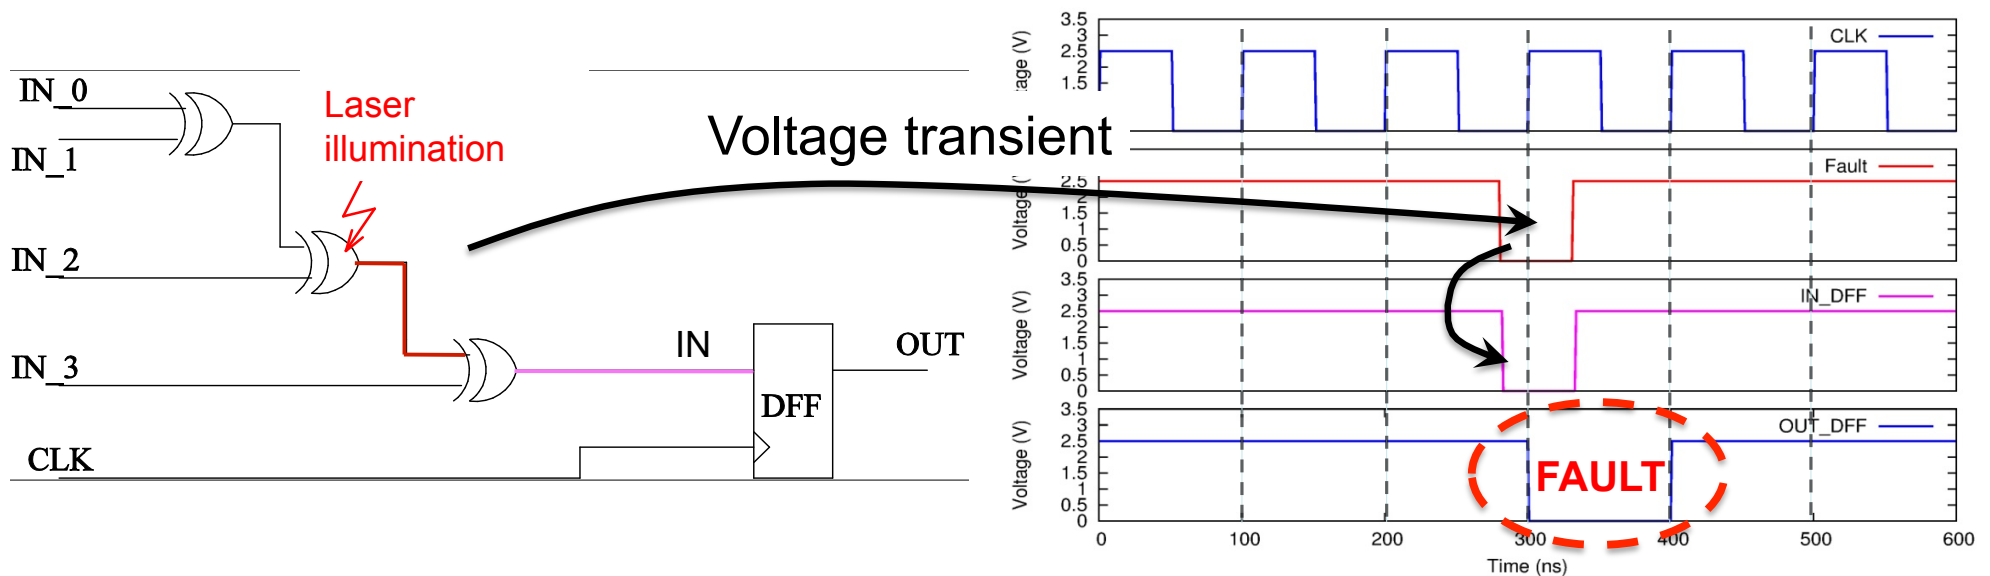 IN_0
IN_1
Laser
illumination
IN_2
IN_3
IN
OUT
DFF
CLK
Voltage transient
3.5
3
2.5
2
1.5
age (V)
CLK
2.5
2
1.5
1
0.5
0
Voltage (V)
Fault
3.5
3
2.5
2
1.5
1
0.5
0
Voltage (V)
IN_DFF
3.5
3
2.5
2
1.5
1
0.5
0
Voltage (V)
OUT_DFF
FAULT
0 100 200 300 400 500 600
Time (ns)